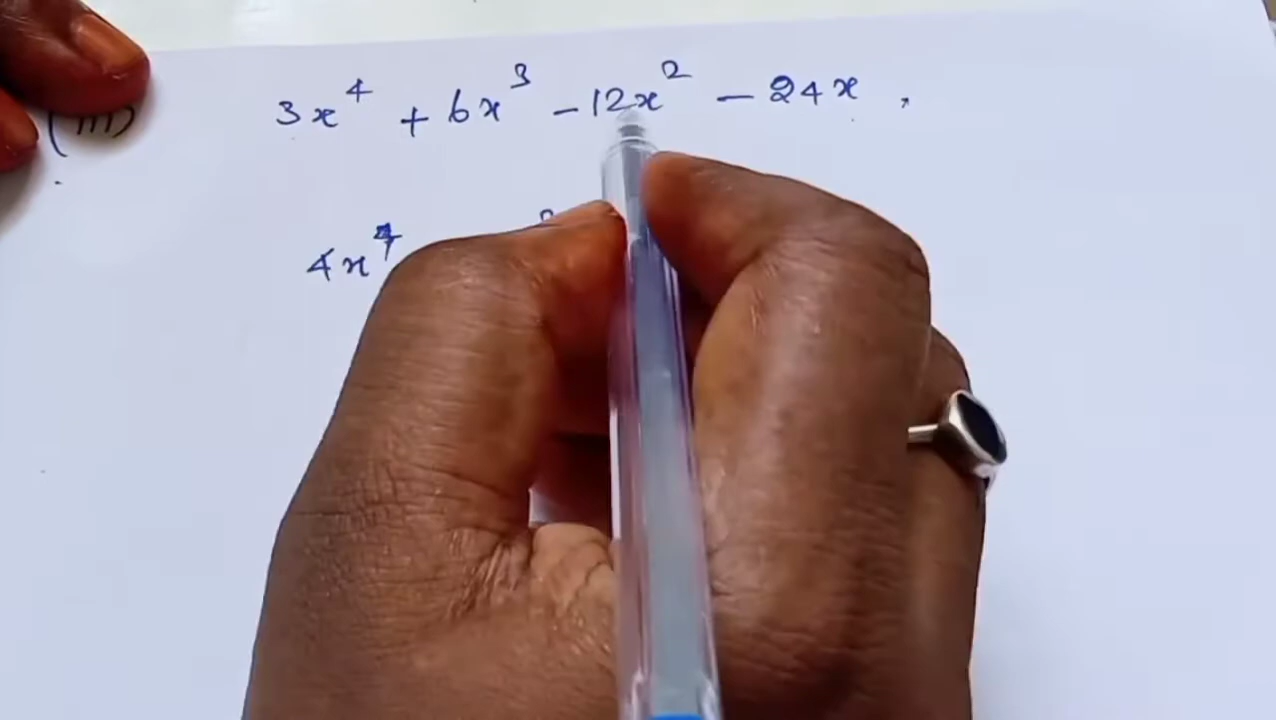 (iii) 3x⁴ + 6x³ - 12x² - 24x ,
4x⁴